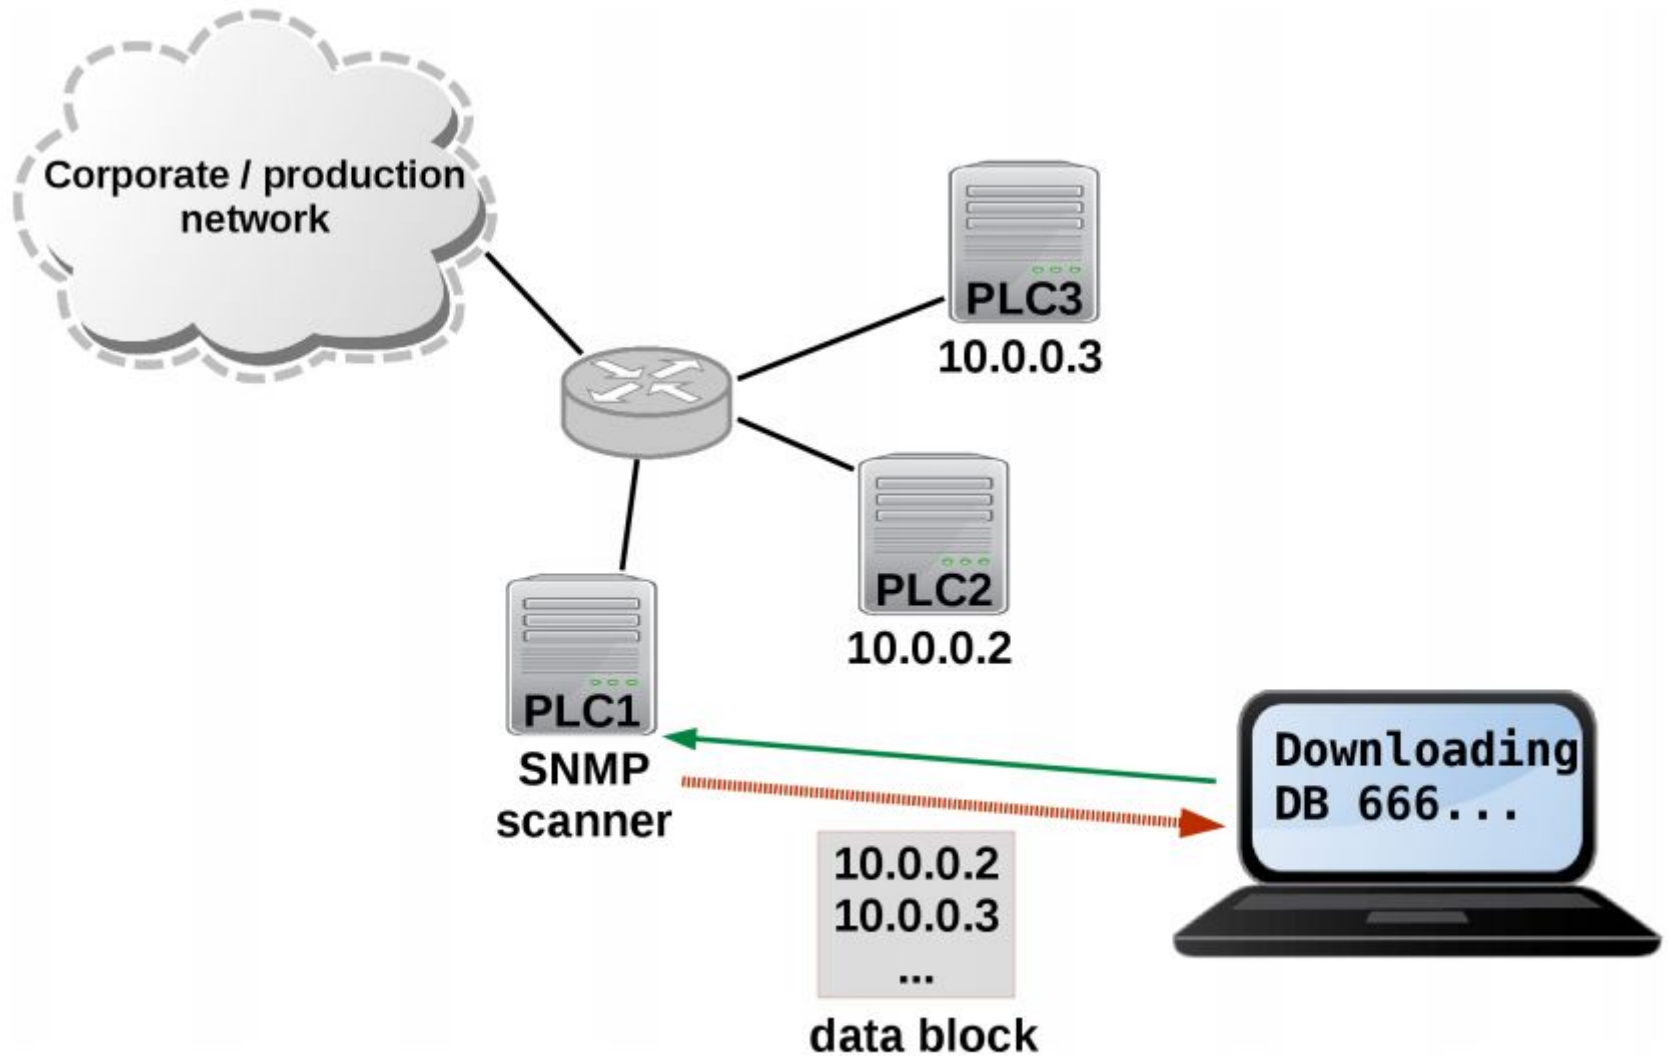 Corporate / production
network
PLC3
10.0.0.3
PLC2
10.0.0.2
PLC1
SNMP
scanner
Downloading
DB 666...
10.0.0.2
10.0.0.3
...
data block